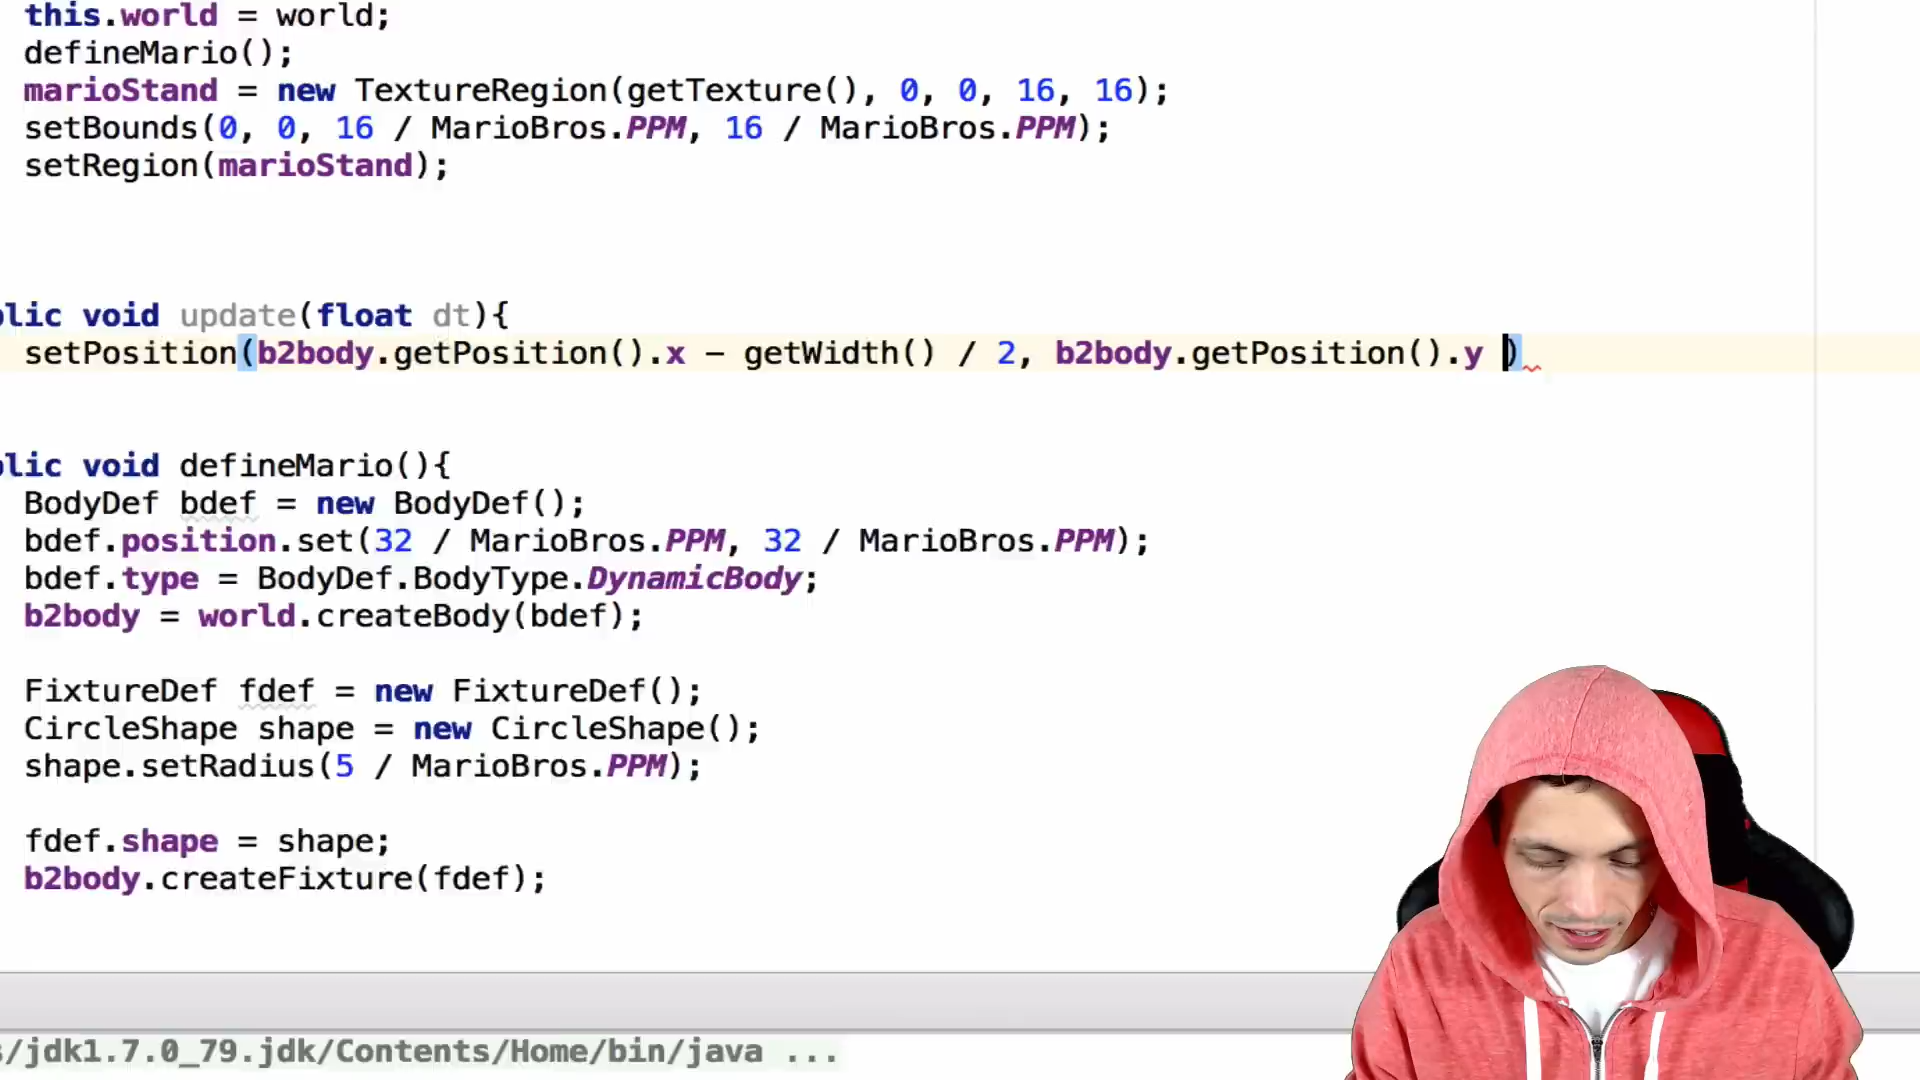 this.world = world;
defineMario();
marioStand = new TextureRegion(getTexture(), 0, 0, 16, 16);
setBounds(0, 0, 16 / MarioBros.PPM, 16 / MarioBros.PPM);
setRegion(marioStand);
blic void update(float dt){
setPosition(b2body.getPosition().x - getWidth() / 2, b2body.getPosition().y )
blic void defineMario(){
BodyDef bdef = new BodyDef();
bdef.position.set(32 / MarioBros.PPM, 32 / MarioBros.PPM);
bdef.type = BodyDef.BodyType.DynamicBody;
b2body = world.createBody(bdef);
FixtureDef fdef = new FixtureDef();
CircleShape shape = new CircleShape();
shape.setRadius(5 / MarioBros.PPM);
fdef.shape = shape;
b2body.createFixture(fdef);
/jdk1.7.0_79.jdk/Contents/Home/bin/java ...